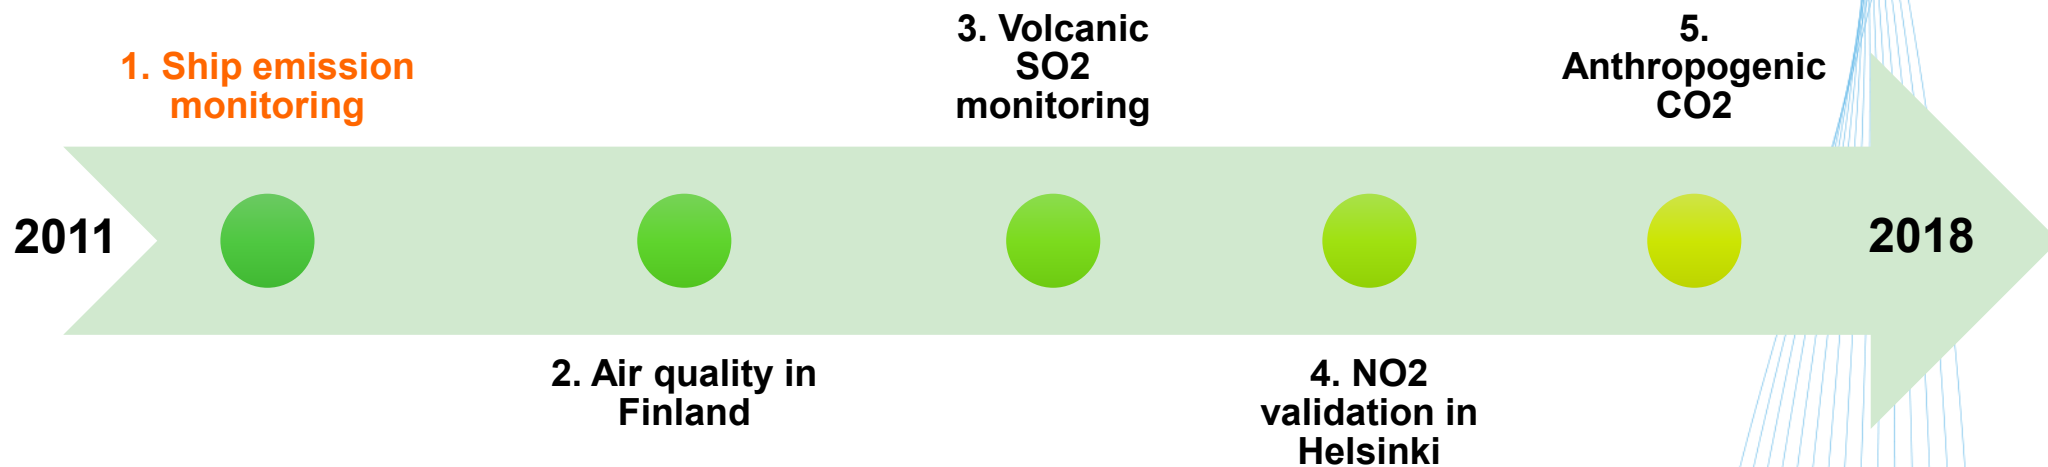 2011
1. Ship emission
monitoring
2. Air quality in
Finland
3. Volcanic
SO2
monitoring
4. NO2
validation in
Helsinki
5.
Anthropogenic
CO2
2018